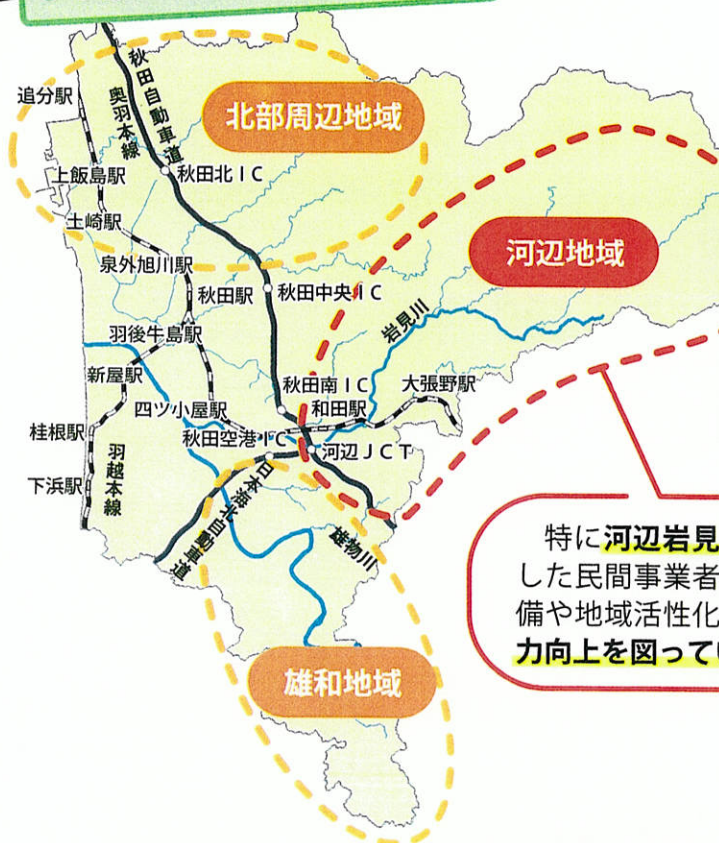 秋田自動車道
奥羽本線
追分駅
北部周辺地域
上飯島駅
秋田北IC
土崎駅
泉外旭川駅
河辺地域
秋田駅
秋田中央IC
岩見川
羽後牛島駅
新屋駅
秋田南IC
大張野駅
四ツ小屋駅
和田駅
桂根駅
秋田空港IC
河辺JCT
羽越本線
下浜駅
日本海北自動車道
雄物川
特に河辺岩見
した民間事業者
備や地域活性化
力向上を図って
雄和地域